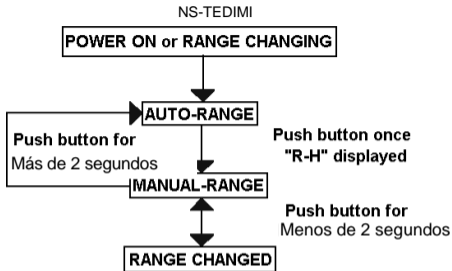 NS-TEDIMI
POWER ON or RANGE CHANGING
AUTO-RANGE
Push button for
Más de 2 segundos
Push button once
"R-H" displayed
MANUAL-RANGE
Push button for
Menos de 2 segundos
RANGE CHANGED